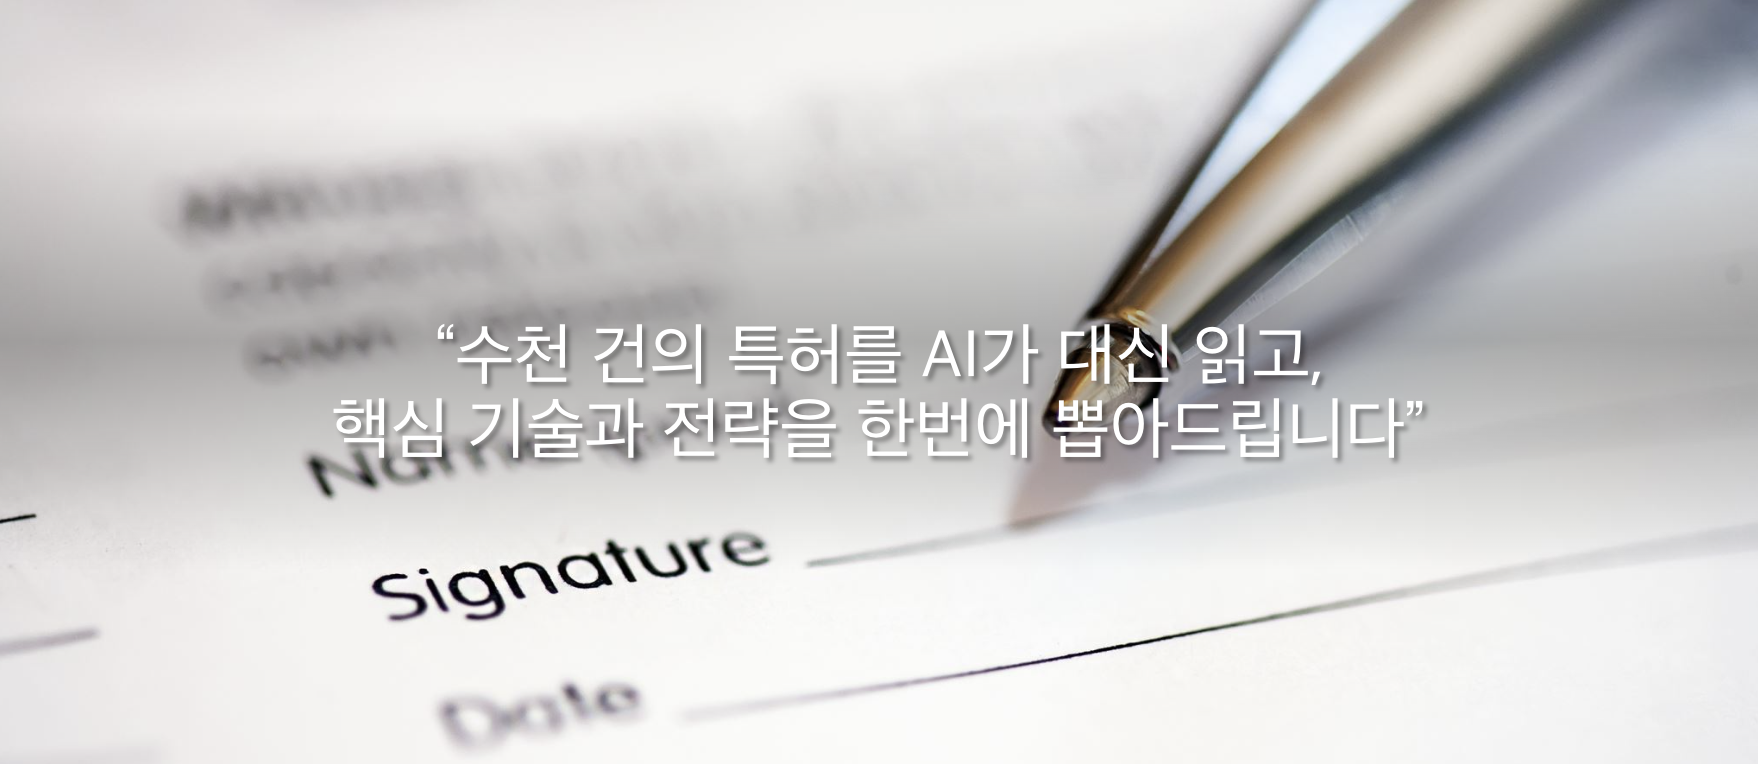 “수천 건의 특허를 AI가 대신 읽고,
핵심 기술과 전략을 한번에 뽑아드립니다”
Name
Signature
Date